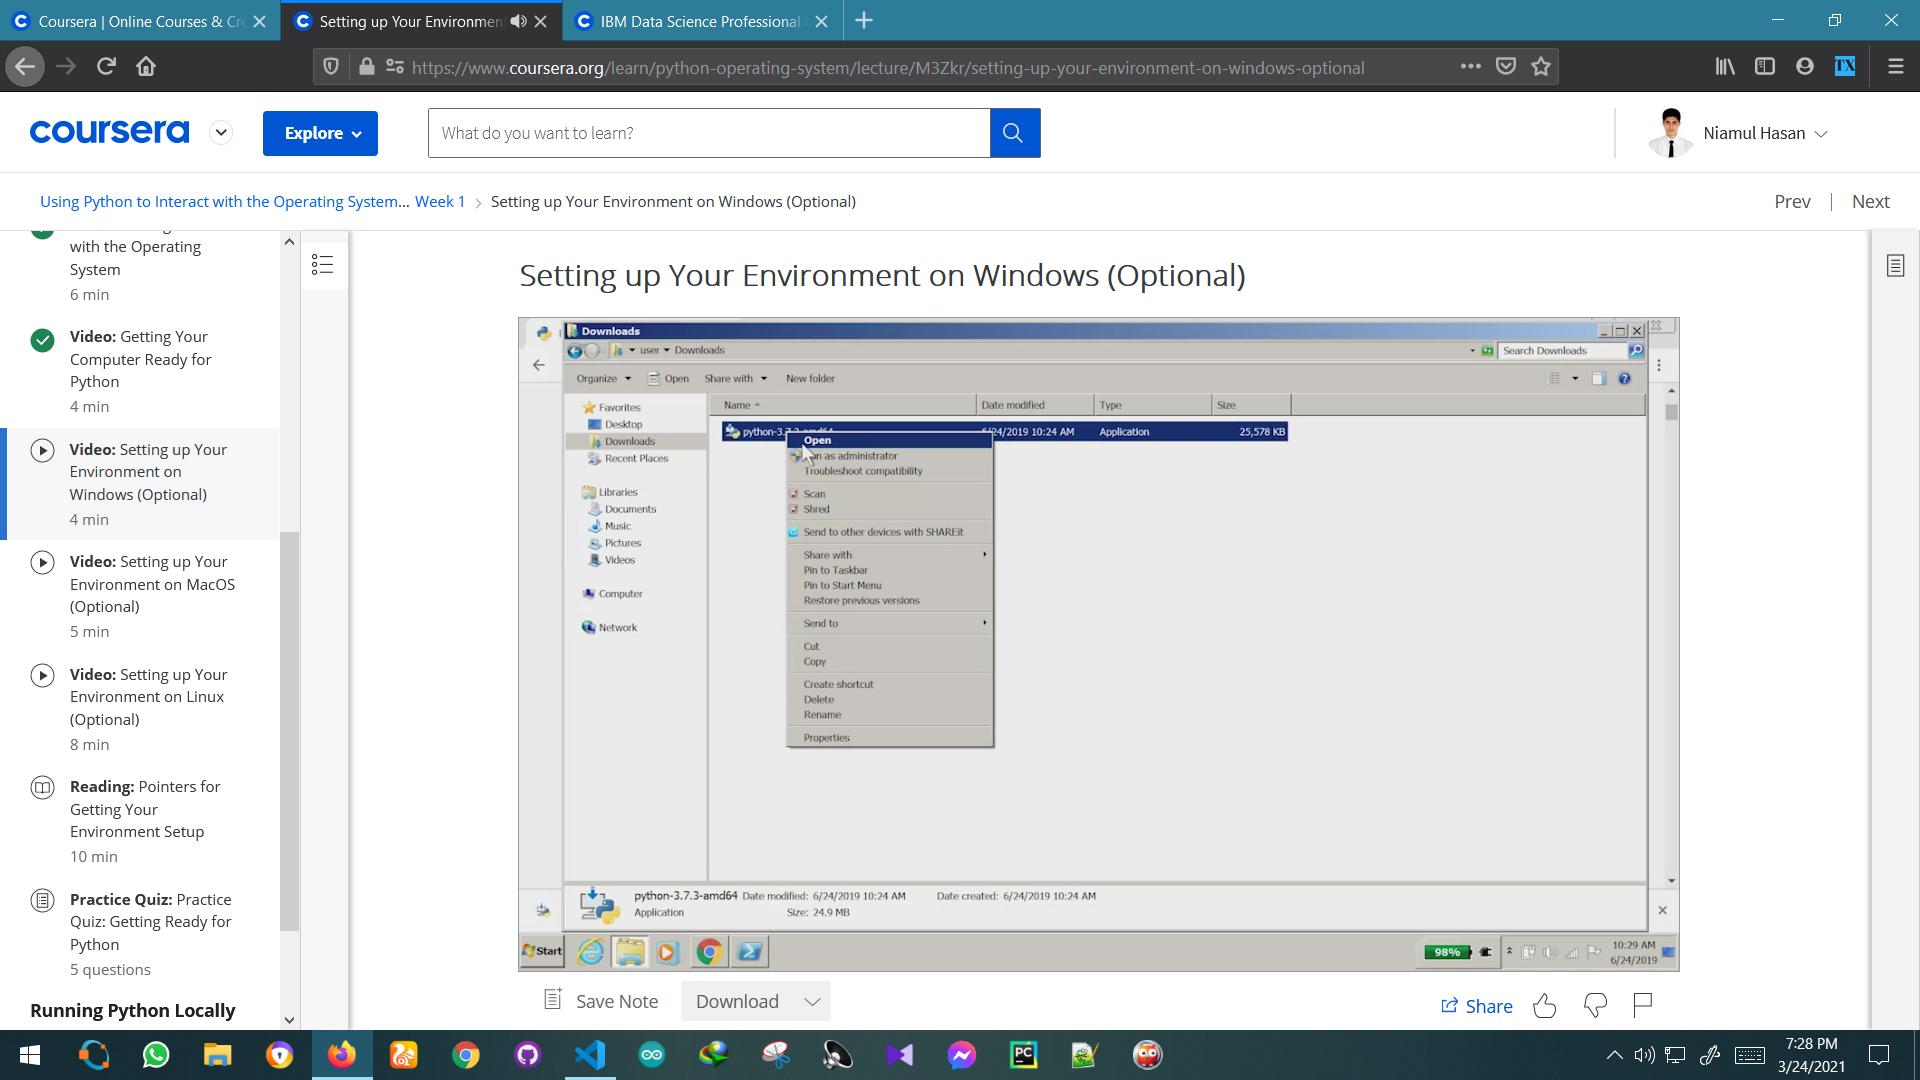 Coursera | Online Courses & Cre
Setting up Your Environmen
IBM Data Science Professional
https://www.coursera.org/learn/python-operating-system/lecture/M3Zkr/setting-up-your-environment-on-windows-optional
coursera
Explore
What do you want to learn?
Niamul Hasan
Using Python to Interact with the Operating System... Week 1 > Setting up Your Environment on Windows (Optional)
Prev | Next
with the Operating
System
6 min
Video: Getting Your
Computer Ready for
Python
4 min
Video: Setting up Your
Environment on
Windows (Optional)
4 min
Video: Setting up Your
Environment on MacOS
(Optional)
5 min
Video: Setting up Your
Environment on Linux
(Optional)
8 min
Reading: Pointers for
Getting Your
Environment Setup
10 min
Practice Quiz: Practice
Quiz: Getting Ready for
Python
5 questions
Running Python Locally
Setting up Your Environment on Windows (Optional)
Downloads
user Downloads
Search Downloads
Organize Open Share with New folder
Favorites
Desktop
Downloads
Recent Places
Libraries
Documents
Music
Pictures
Videos
Computer
Network
Name Date modified Type Size
python-3.7.3-amd64 6/24/2019 10:24 AM Application 25,578 KB
Open
Run as administrator
Troubleshoot compatibility
Scan
Shred
Send to other devices with SHAREit
Share with
Pin to Taskbar
Pin to Start Menu
Restore previous versions
Send to
Cut
Copy
Create shortcut
Delete
Rename
Properties
python-3.7.3-amd64 Date modified: 6/24/2019 10:24 AM Date created: 6/24/2019 10:24 AM
Application Size: 24.9 MB
Start
98%
10:29 AM
6/24/2019
Save Note
Download
Share
TX
PC
7:28 PM
3/24/2021